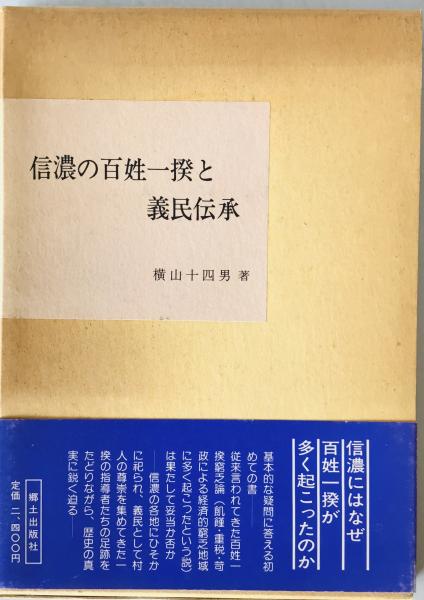 信濃の百姓一揆と
義民伝承
横山十四男 著
信濃にはなぜ
百姓一揆が
多く起こったのか
基本的な疑問に答える初
めての書――
従来言われてきた百姓一
揆窮乏論（飢饉・重税・苛
政による経済的窮乏地域
に多く起こったという説）
は果たして妥当か否か
――信濃の各地にひそか
に祀られ、義民として村
人の尊崇を集めてきた一
揆の指導者たちの足跡を
たどりながら、歴史の真
実に鋭く迫る――
郷土出版社
定価 二、四〇〇円